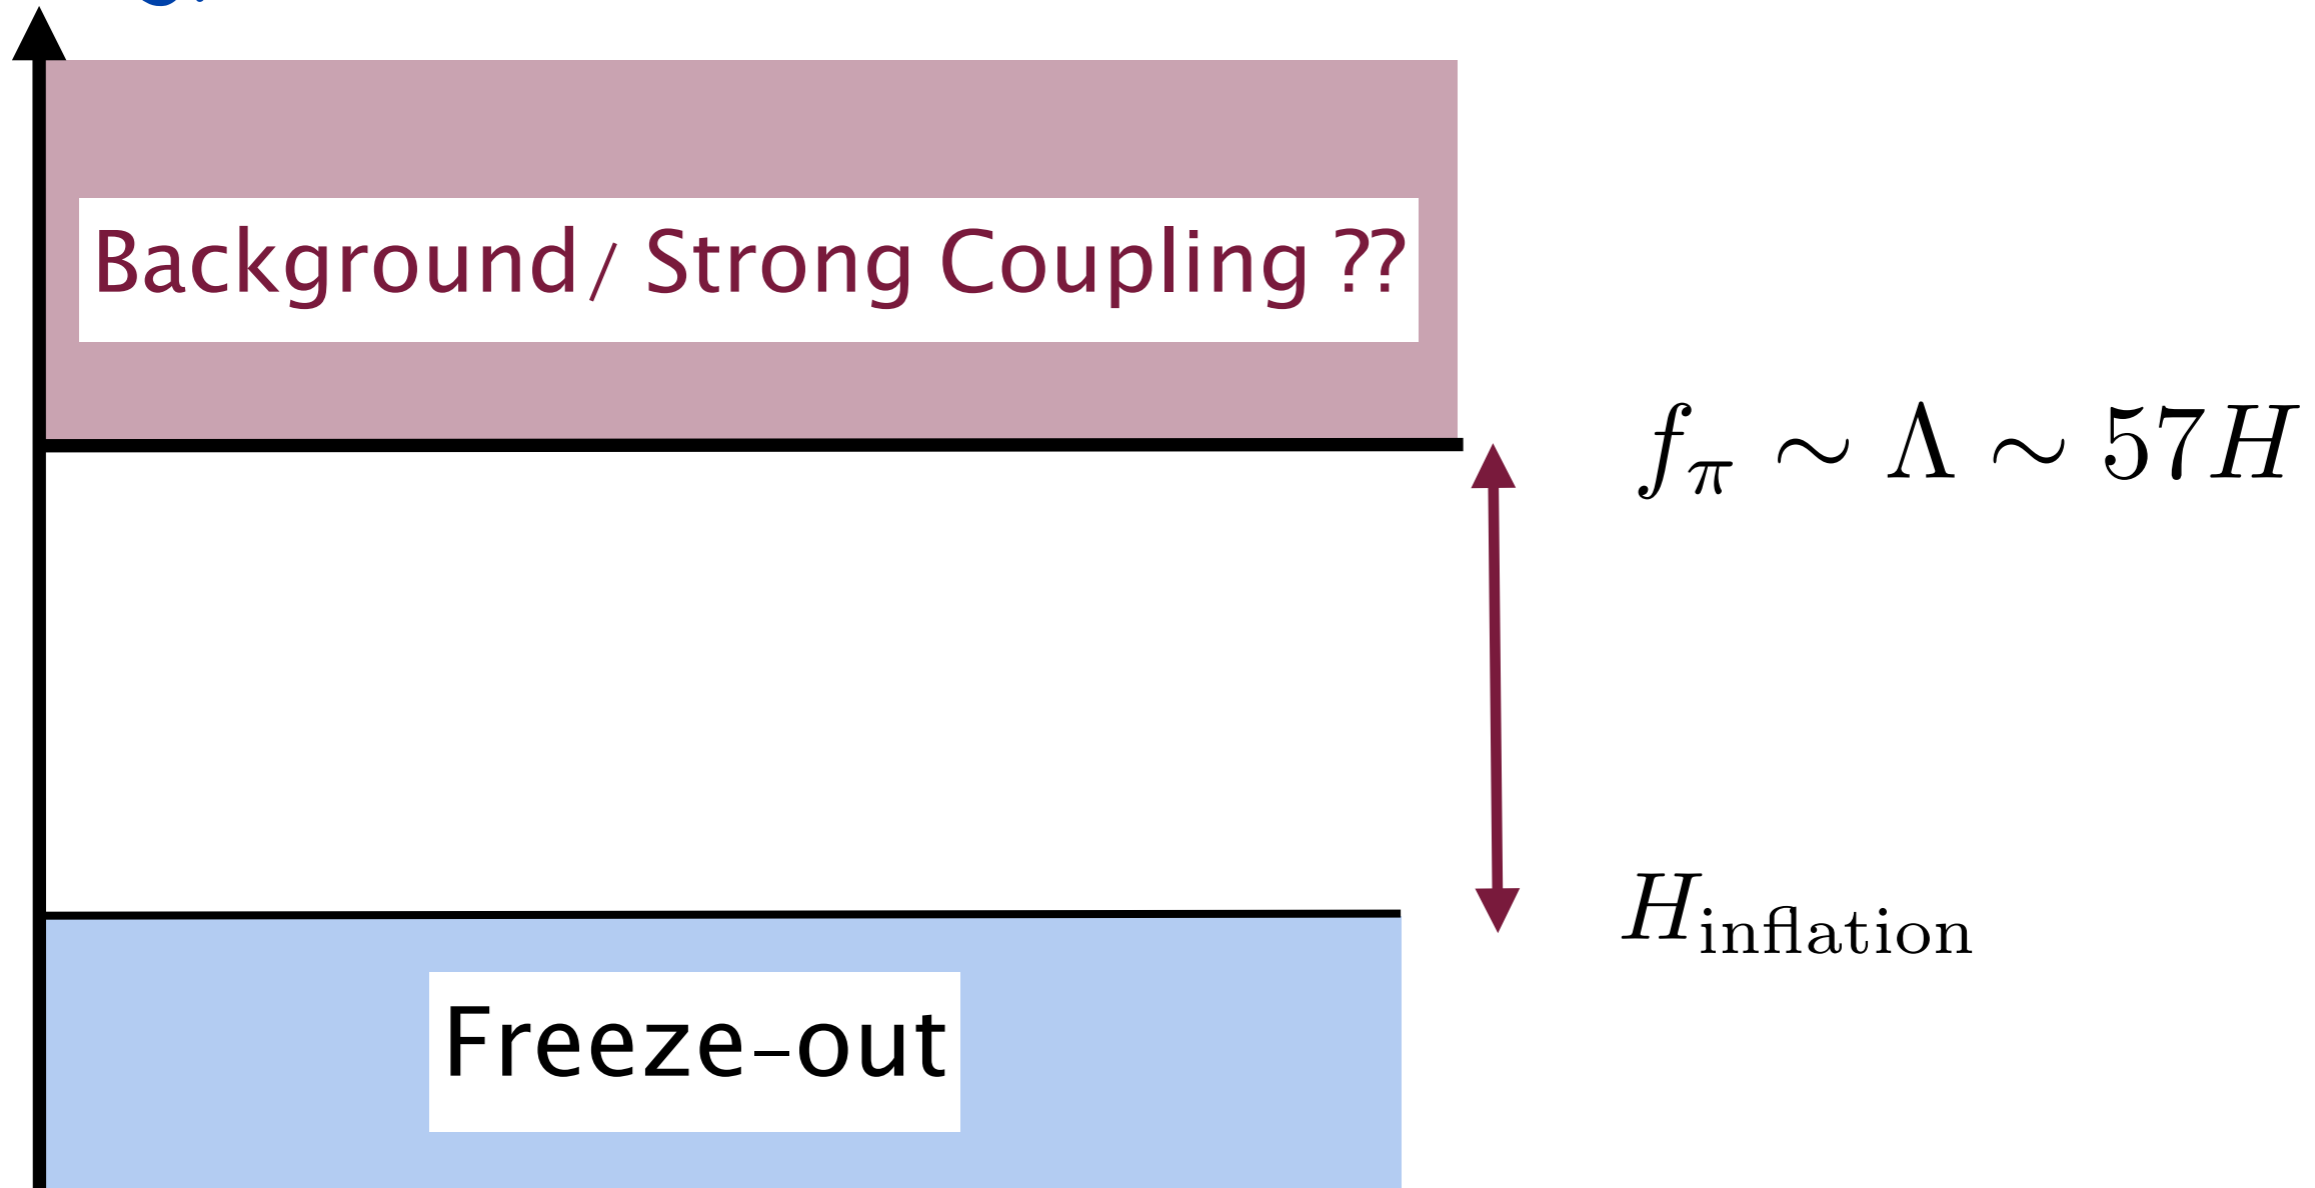 Background/ Strong Coupling ??
f_π ∼ Λ ∼ 57H
H_inflation
Freeze-out